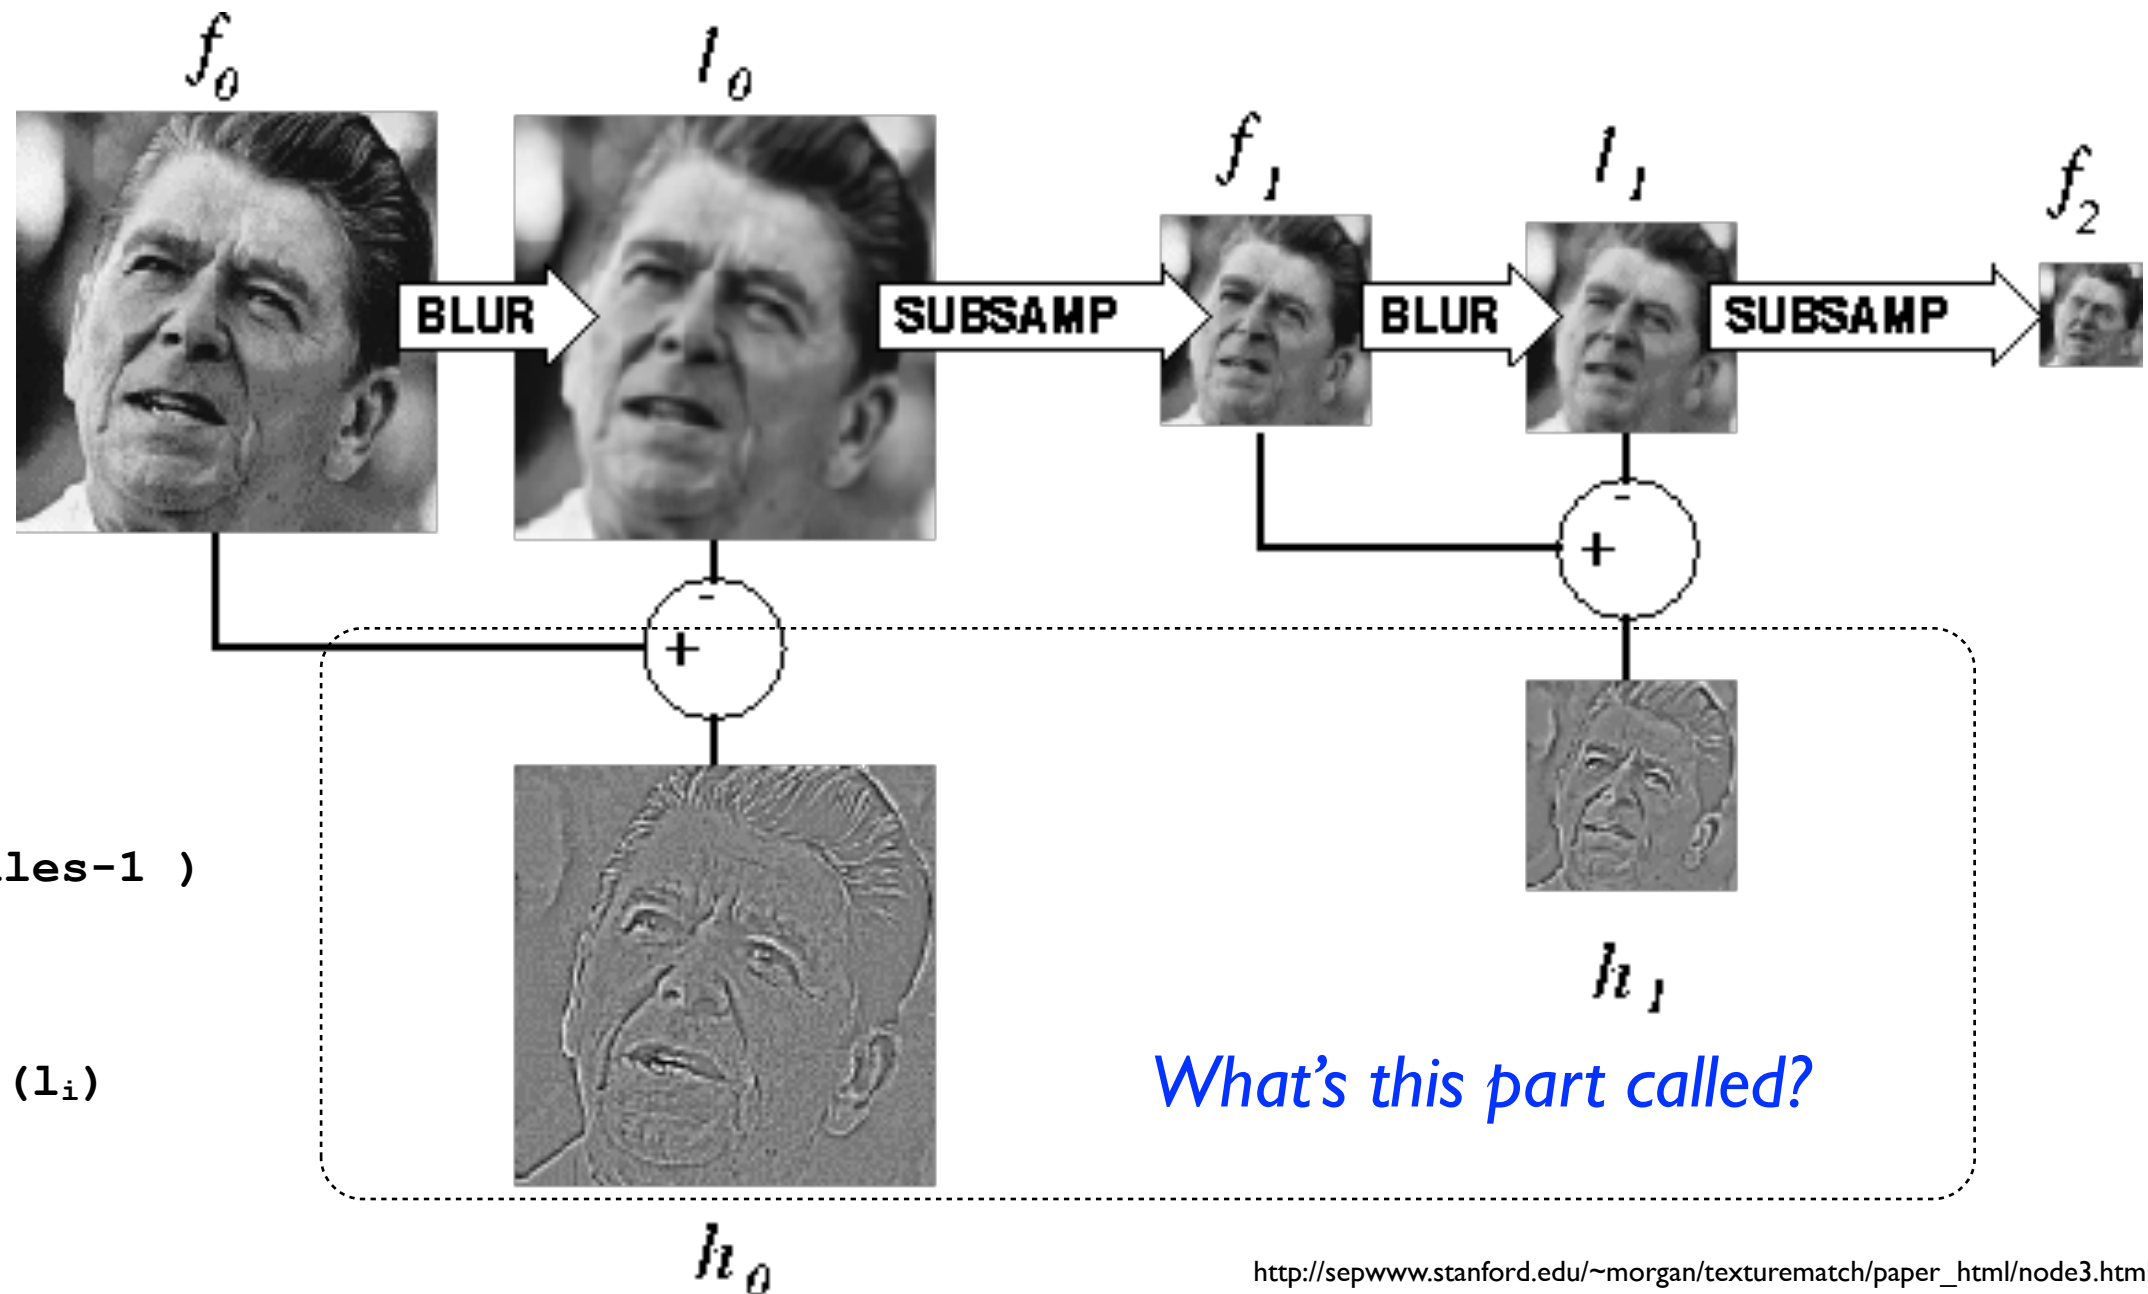 f0
l0
f1
l1
f2
BLUR
SUBSAMP
BLUR
SUBSAMP
-
+
-
+
les-1 )
h1
(li)
What's this part called?
h0
http://sepwww.stanford.edu/~morgan/texturematch/paper_html/node3.htm